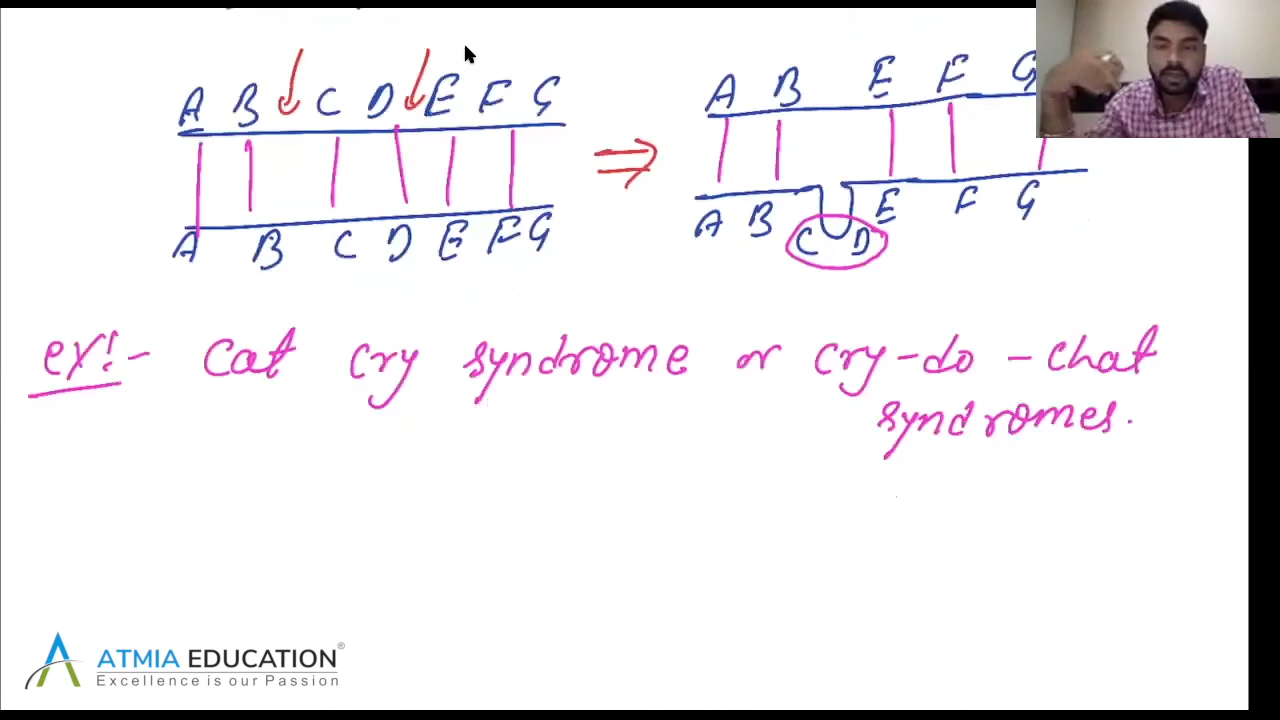 A B C D E F G
A B E F G
A B C D E F G
A B C D E F G
ex:- Cat cry syndrome or cry-do-chat
syndromes.
ATMIA EDUCATION®
Excellence is our Passion